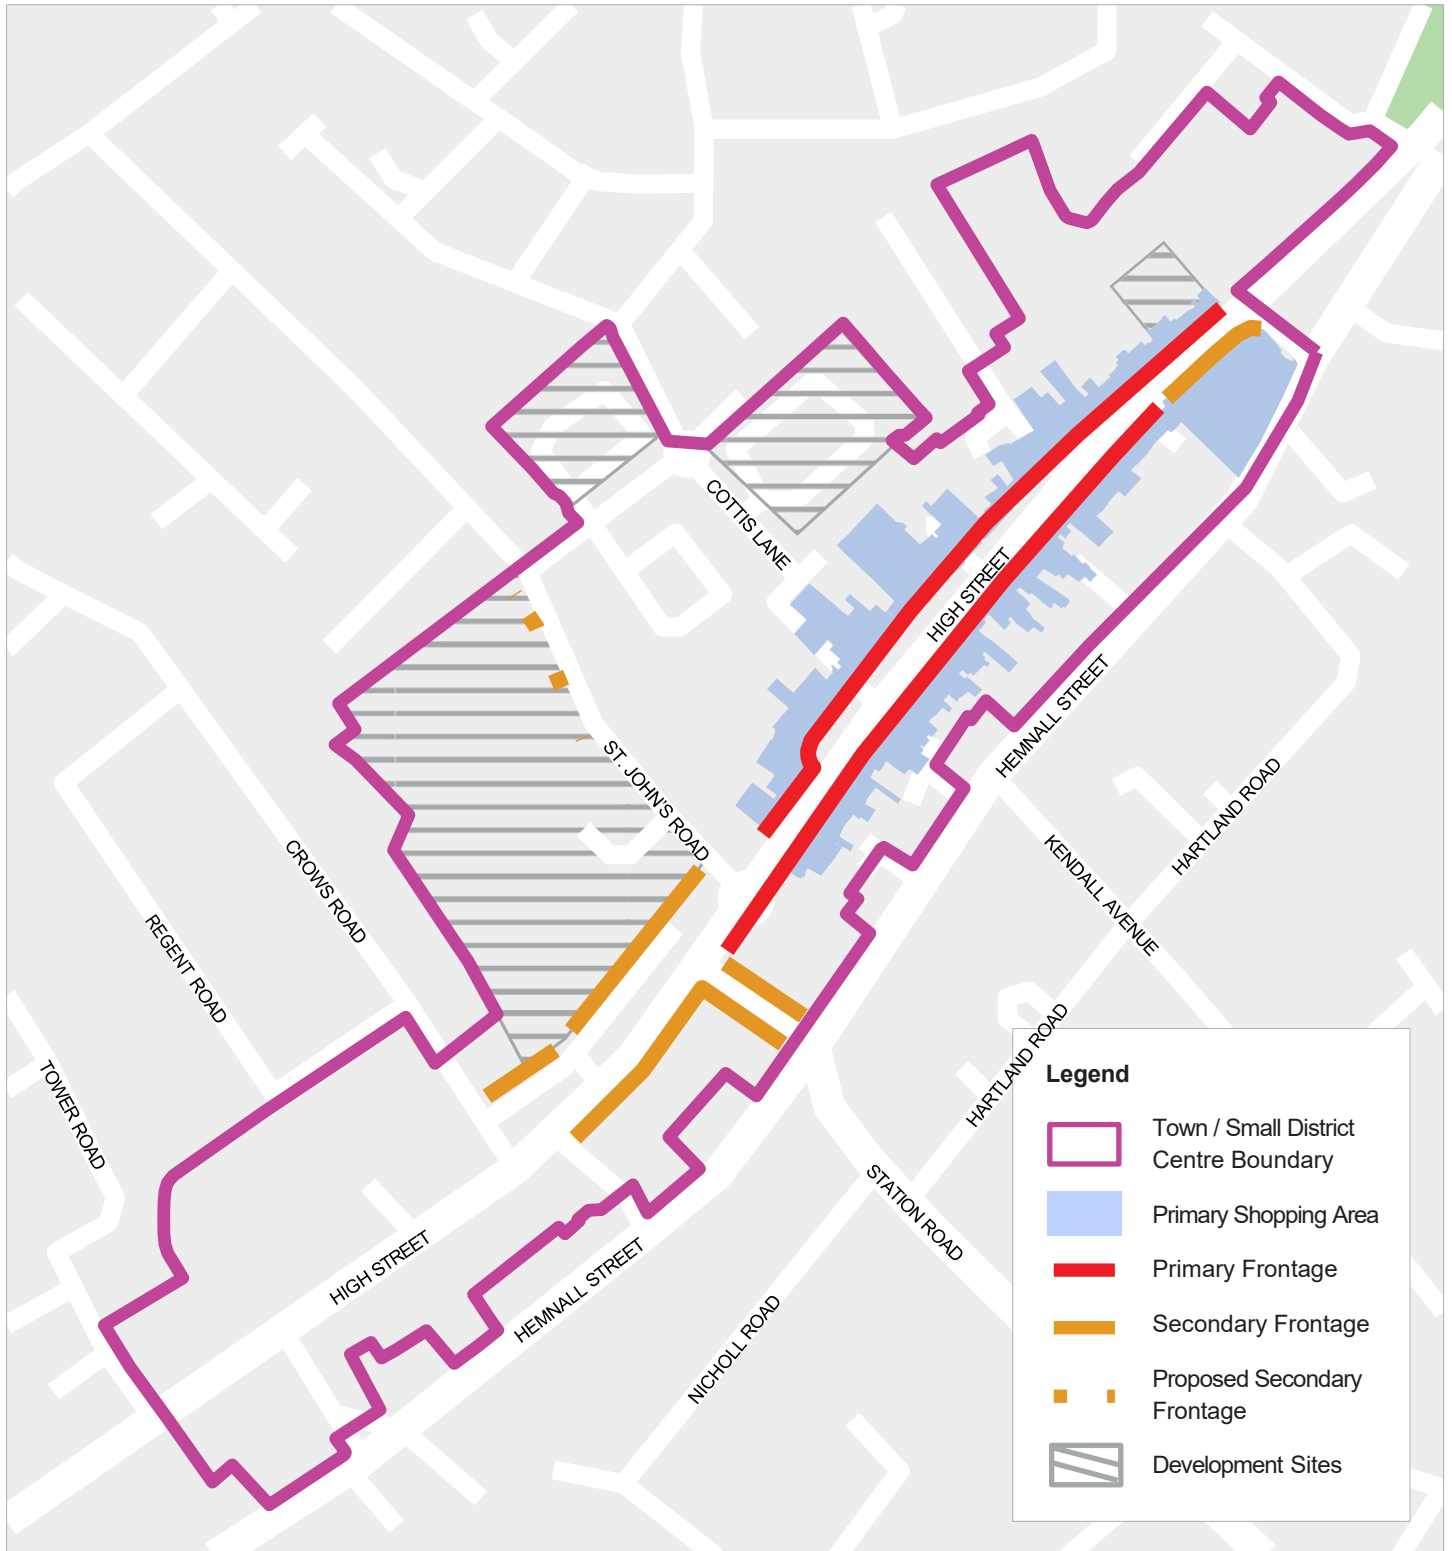 COTTIS LANE
HIGH STREET
HEMNALL STREET
ST. JOHN'S ROAD
HARTLAND ROAD
KENDALL AVENUE
CROWS ROAD
REGENT ROAD
TOWER ROAD
HARTLAND ROAD
STATION ROAD
HIGH STREET
HEMNALL STREET
NICHOLL ROAD
Legend
Town / Small District
Centre Boundary
Primary Shopping Area
Primary Frontage
Secondary Frontage
Proposed Secondary
Frontage
Development Sites